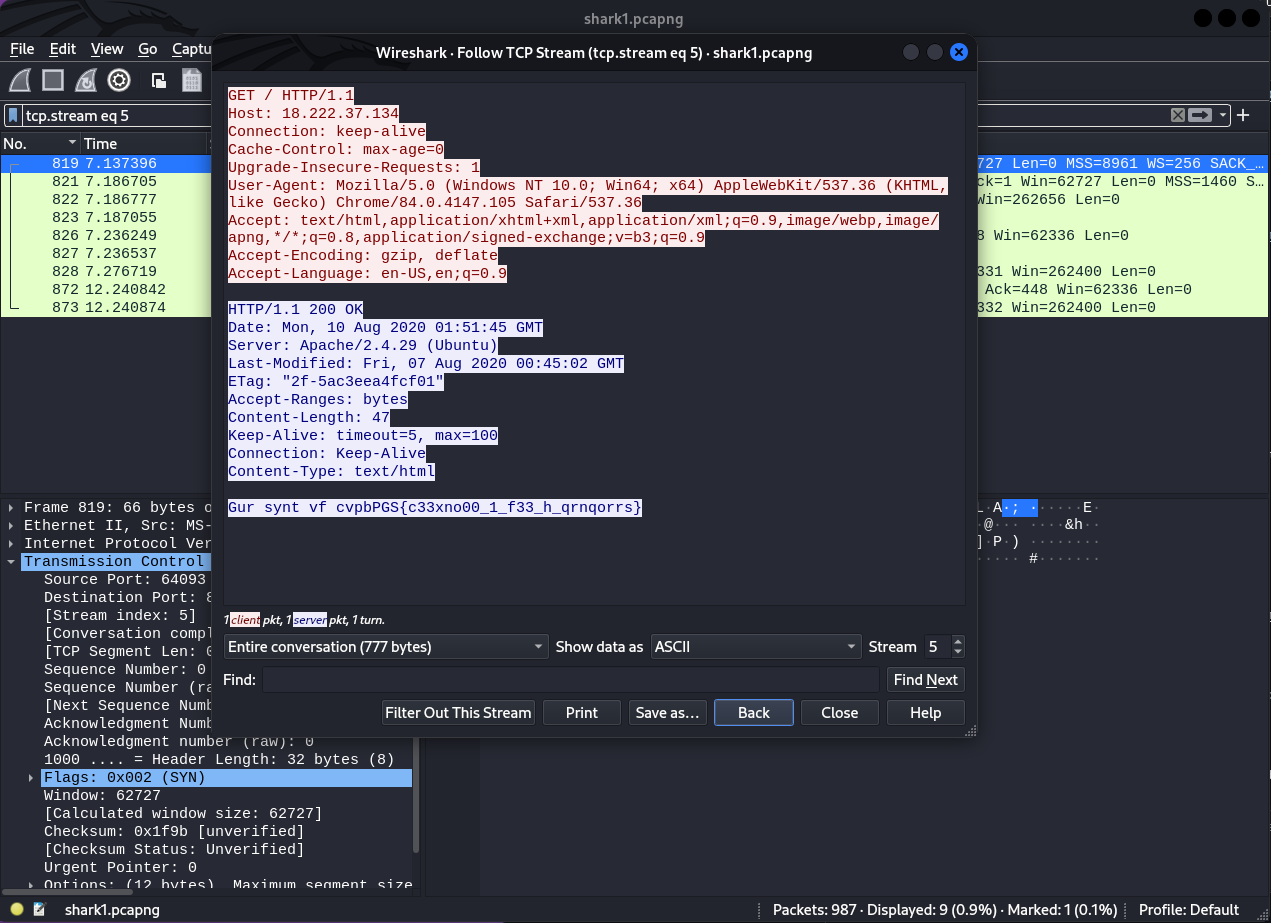 shark1.pcapng
File Edit View Go Captu
Wireshark · Follow TCP Stream (tcp.stream eq 5) · shark1.pcapng
tcp.stream eq 5
No. Time
819 7.137396
727 Len=0 MSS=8961 WS=256 SACK_…
821 7.186705
Ack=1 Win=62727 Len=0 MSS=1460 S…
822 7.186777
Win=262656 Len=0
823 7.187055
826 7.236249
8 Win=62336 Len=0
827 7.236537
828 7.276719
331 Win=262400 Len=0
872 12.240842
Ack=448 Win=62336 Len=0
873 12.240874
332 Win=262400 Len=0
GET / HTTP/1.1
Host: 18.222.37.134
Connection: keep-alive
Cache-Control: max-age=0
Upgrade-Insecure-Requests: 1
User-Agent: Mozilla/5.0 (Windows NT 10.0; Win64; x64) AppleWebKit/537.36 (KHTML,
like Gecko) Chrome/84.0.4147.105 Safari/537.36
Accept: text/html,application/xhtml+xml,application/xml;q=0.9,image/webp,image/
apng,*/*;q=0.8,application/signed-exchange;v=b3;q=0.9
Accept-Encoding: gzip, deflate
Accept-Language: en-US,en;q=0.9
HTTP/1.1 200 OK
Date: Mon, 10 Aug 2020 01:51:45 GMT
Server: Apache/2.4.29 (Ubuntu)
Last-Modified: Fri, 07 Aug 2020 00:45:02 GMT
ETag: "2f-5ac3eea4fcf01"
Accept-Ranges: bytes
Content-Length: 47
Keep-Alive: timeout=5, max=100
Connection: Keep-Alive
Content-Type: text/html
Gur synt vf cvpbPGS{c33xno00_1_f33_h_qrnqorrs}
1 client pkt, 1 server pkt, 1 turn.
Entire conversation (777 bytes) Show data as ASCII Stream 5
Find: Find Next
Filter Out This Stream Print Save as… Back Close Help
Frame 819: 66 bytes o
Ethernet II, Src: MS-
Internet Protocol Ver
Transmission Control
Source Port: 64093
Destination Port: 8
[Stream index: 5]
[Conversation compl
[TCP Segment Len: 0
Sequence Number: 0
Sequence Number (ra
[Next Sequence Numb
Acknowledgment Numb
Acknowledgment number (raw): 0
1000 .... = Header Length: 32 bytes (8)
Flags: 0x002 (SYN)
Window: 62727
[Calculated window size: 62727]
Checksum: 0x1f9b [unverified]
[Checksum Status: Unverified]
Urgent Pointer: 0
Options: (12 bytes), Maximum segment size
L A·; ······E·
·@··· ····&h··
] P )·········
····· #·······
shark1.pcapng
Packets: 987 · Displayed: 9 (0.9%) · Marked: 1 (0.1%)
Profile: Default